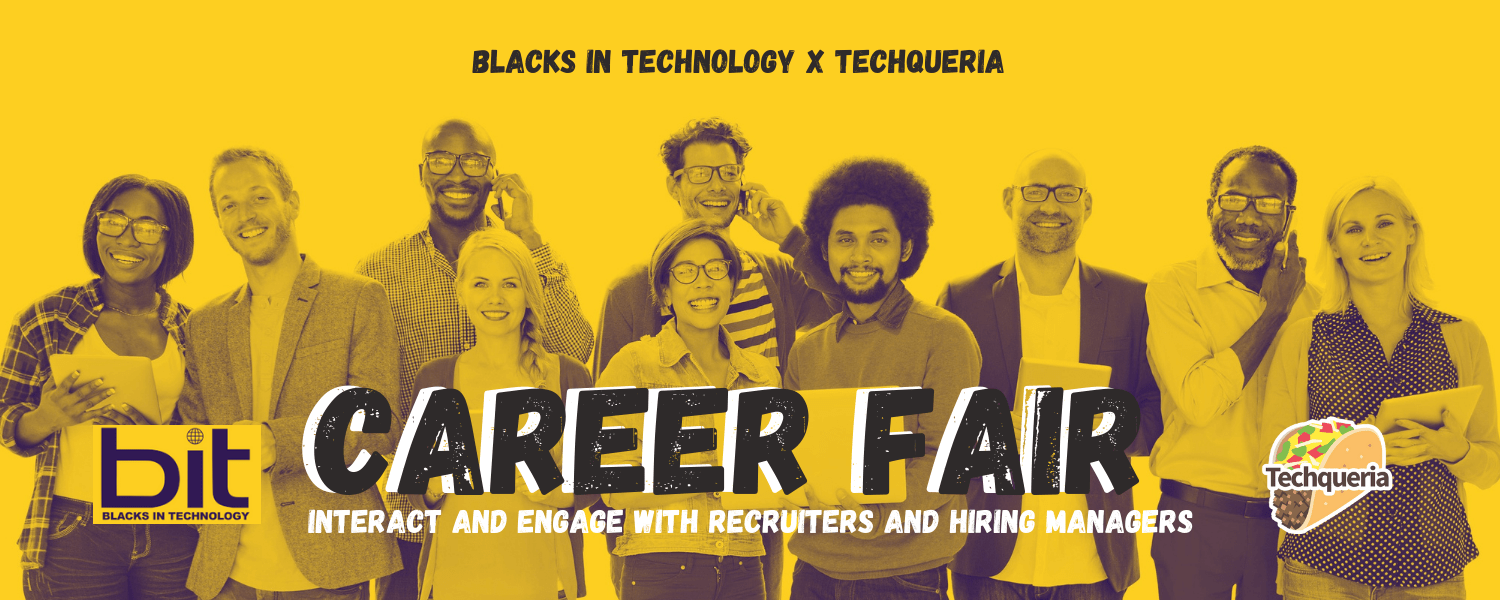 BLACKS IN TECHNOLOGY X TECHQUERIA
CAREER FAIR
INTERACT AND ENGAGE WITH RECRUITERS AND HIRING MANAGERS
bit
BLACKS IN TECHNOLOGY
Techqueria